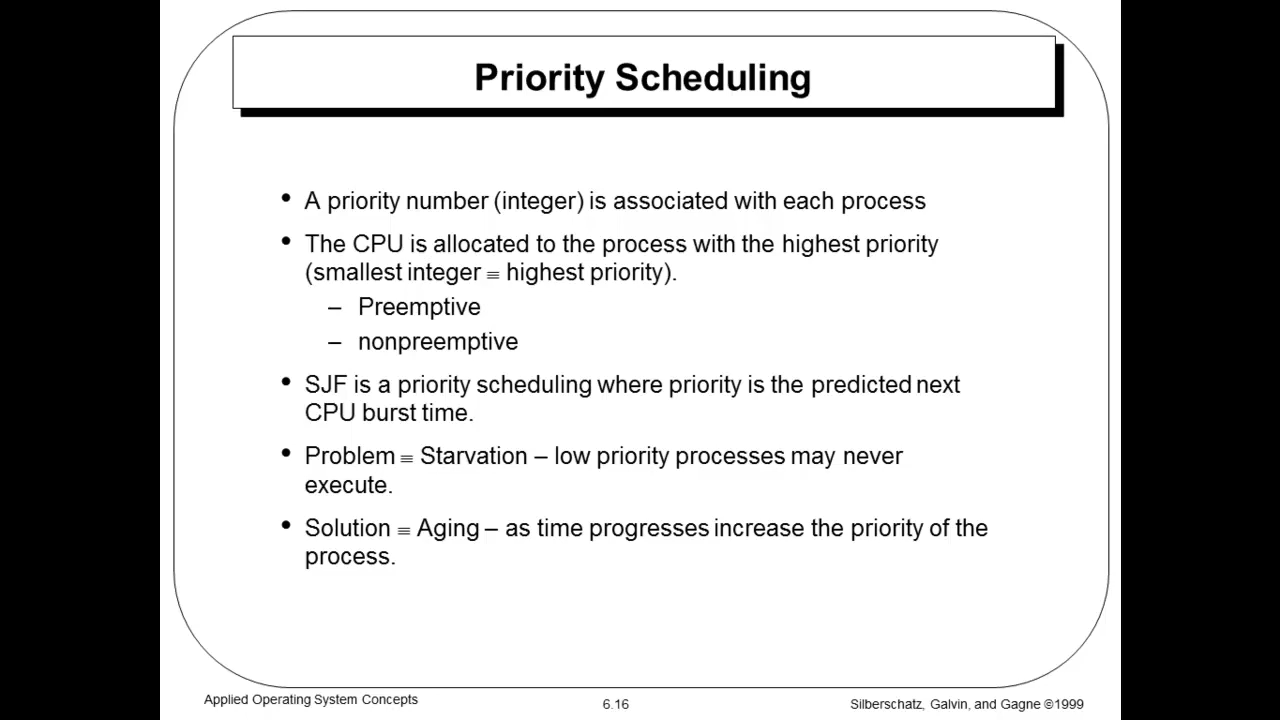 Priority Scheduling
• A priority number (integer) is associated with each process
• The CPU is allocated to the process with the highest priority
(smallest integer ≡ highest priority).
– Preemptive
– nonpreemptive
• SJF is a priority scheduling where priority is the predicted next
CPU burst time.
• Problem ≡ Starvation – low priority processes may never
execute.
• Solution ≡ Aging – as time progresses increase the priority of the
process.
Applied Operating System Concepts
6.16
Silberschatz, Galvin, and Gagne ©1999